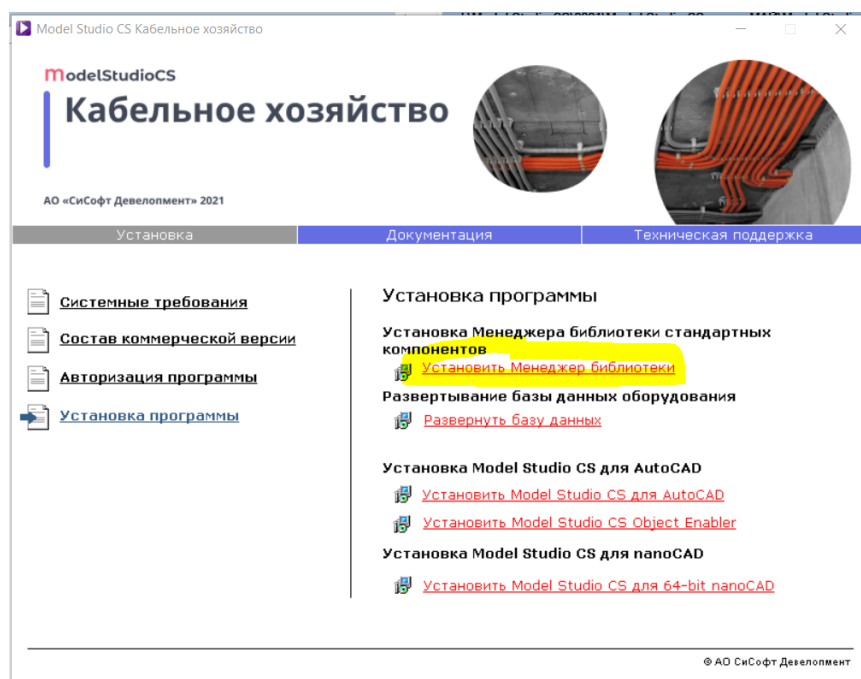 Model Studio CS Кабельное хозяйство
modelStudioCS
Кабельное хозяйство
АО «СиСофт Девелопмент» 2021
Установка
Документация
Техническая поддержка
Системные требования
Состав коммерческой версии
Авторизация программы
Установка программы
Установка программы
Установка Менеджера библиотеки стандартных
компонентов
Установить Менеджер библиотеки
Развертывание базы данных оборудования
Развернуть базу данных
Установка Model Studio CS для AutoCAD
Установить Model Studio CS для AutoCAD
Установить Model Studio CS Object Enabler
Установка Model Studio CS для nanoCAD
Установить Model Studio CS для 64-bit nanoCAD
© АО СиСофт Девелопмент